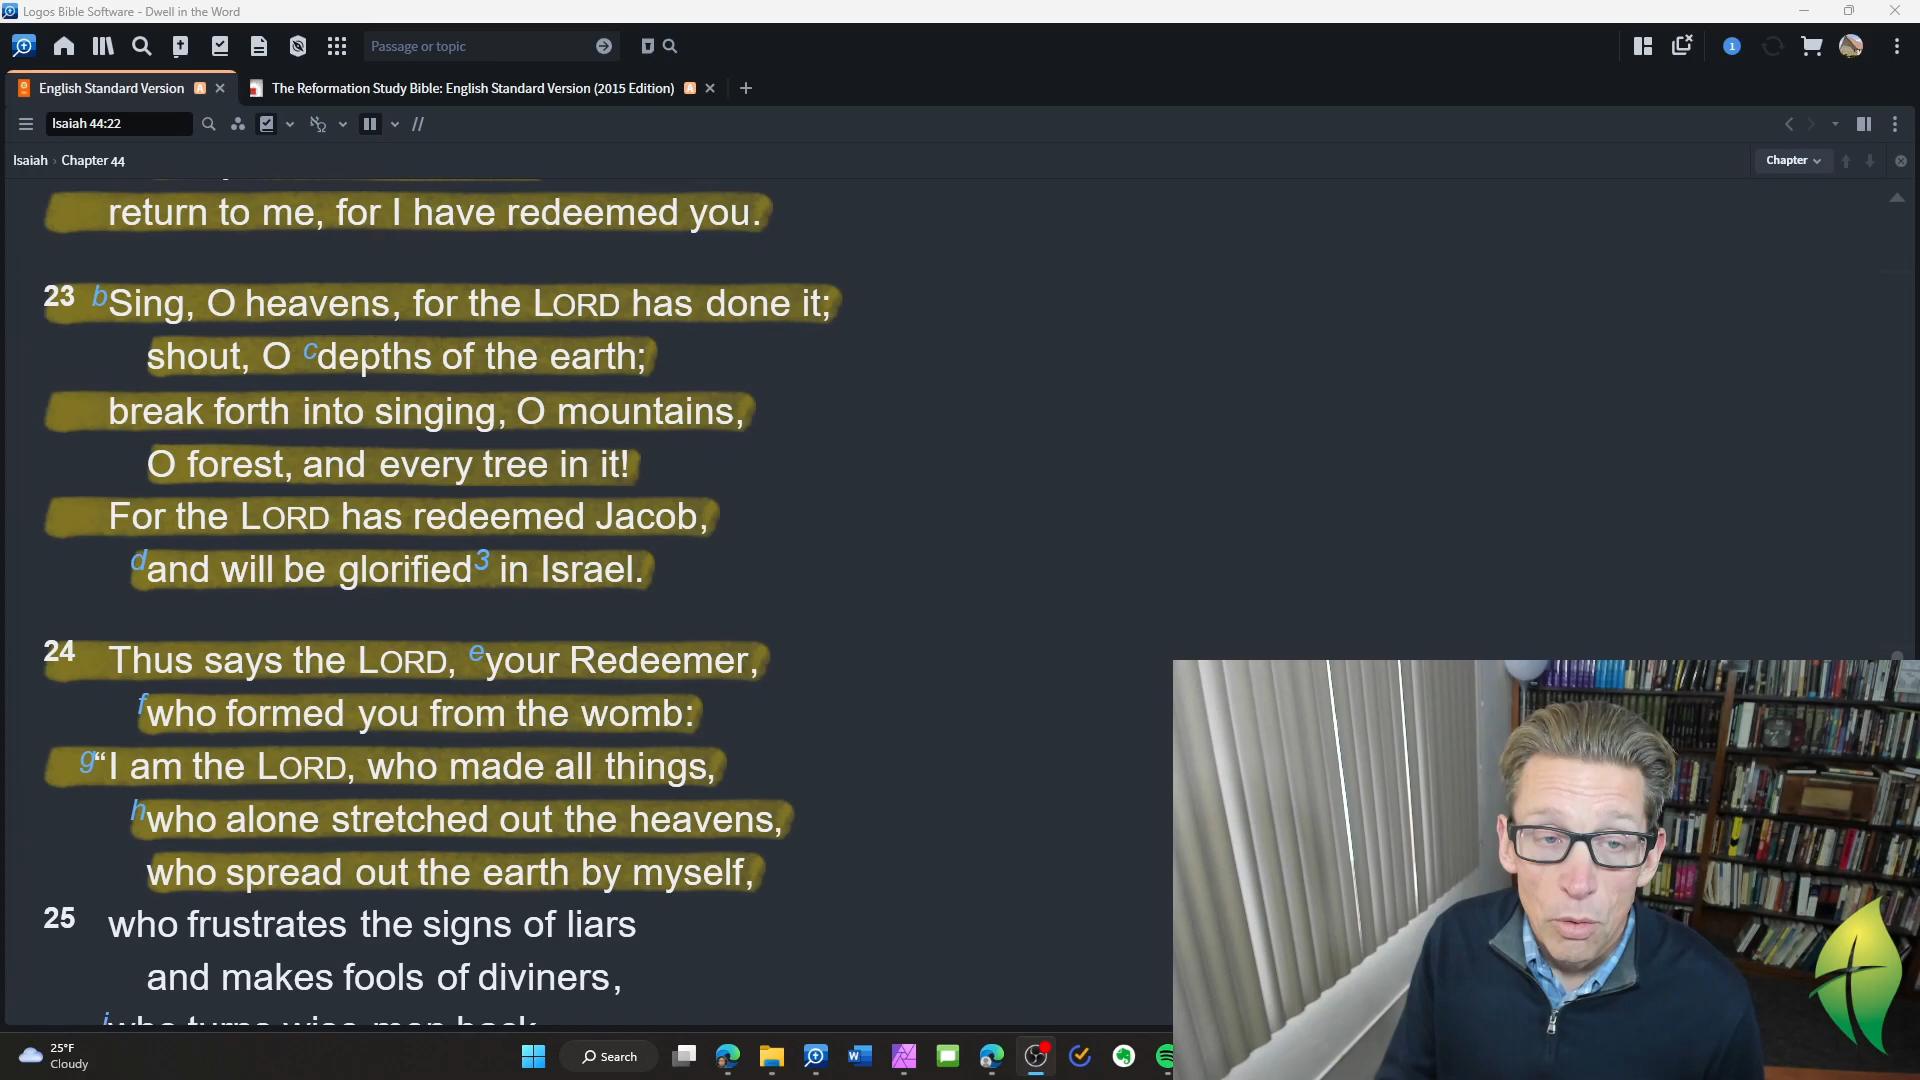 Logos Bible Software - Dwell in the Word
Passage or topic
1
English Standard Version A
The Reformation Study Bible: English Standard Version (2015 Edition) A
Isaiah 44:22
Isaiah › Chapter 44
Chapter
return to me, for I have redeemed you.
23 bSing, O heavens, for the LORD has done it;
shout, O cdepths of the earth;
break forth into singing, O mountains,
O forest, and every tree in it!
For the LORD has redeemed Jacob,
dand will be glorified3 in Israel.
24 Thus says the LORD, eyour Redeemer,
fwho formed you from the womb:
g“I am the LORD, who made all things,
hwho alone stretched out the heavens,
who spread out the earth by myself,
25 who frustrates the signs of liars
and makes fools of diviners,
iwho turns wise men back
25°F
Cloudy
Search